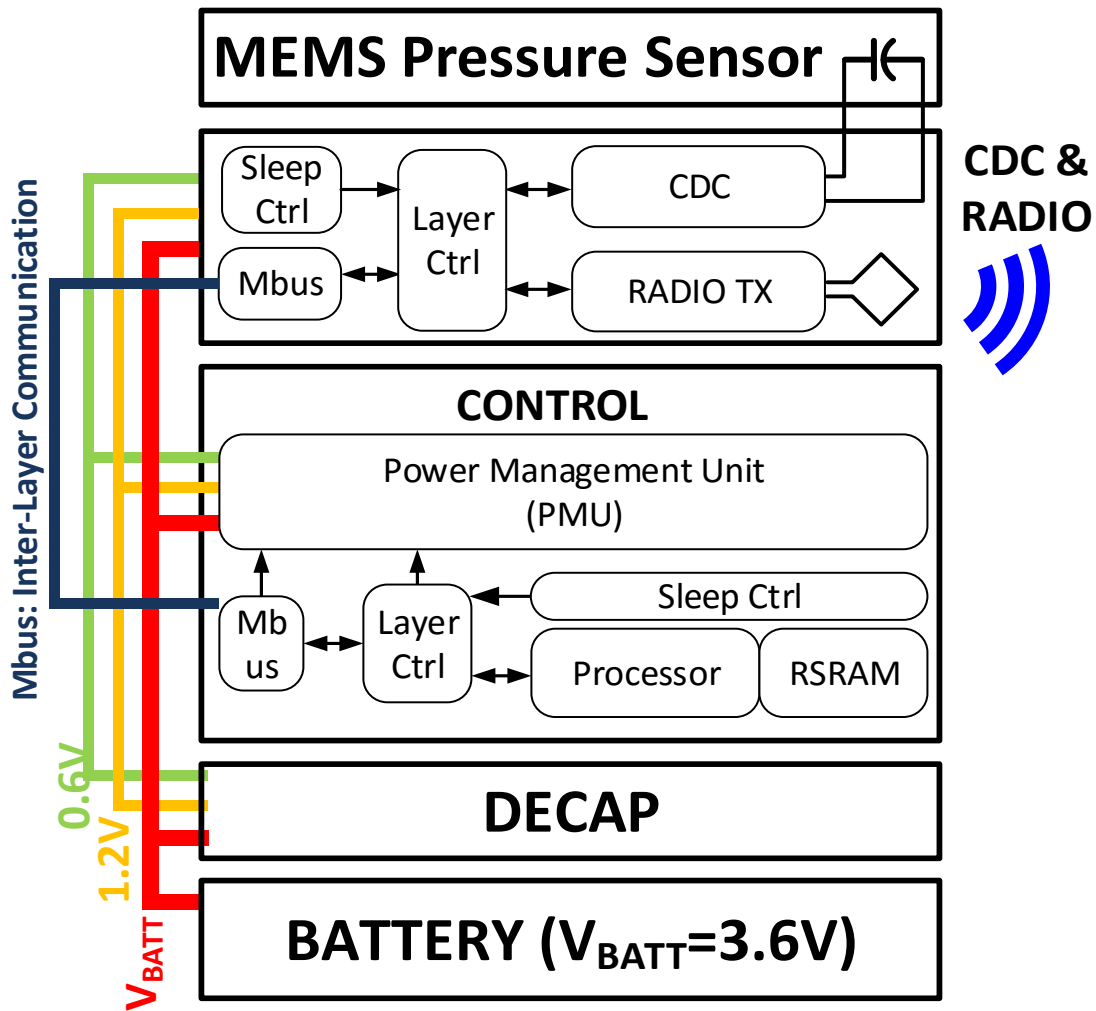 MEMS Pressure Sensor
CDC &
RADIO
Sleep
Ctrl
Mbus
Layer
Ctrl
CDC
RADIO TX
Mbus: Inter-Layer Communication
CONTROL
Power Management Unit
(PMU)
Mb
us
Layer
Ctrl
Sleep Ctrl
Processor
RSRAM
0.6V
1.2V
VBATT
DECAP
BATTERY (VBATT=3.6V)